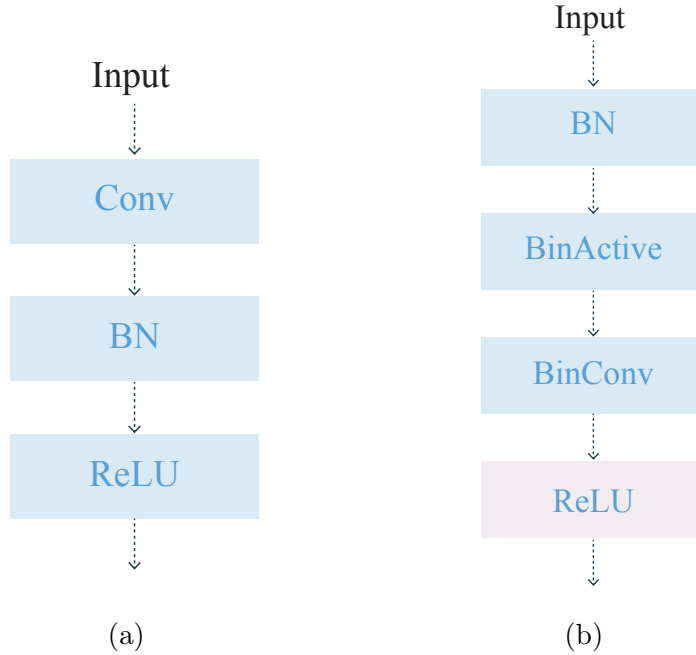 Input
Conv
BN
ReLU
(a)
Input
BN
BinActive
BinConv
ReLU
(b)